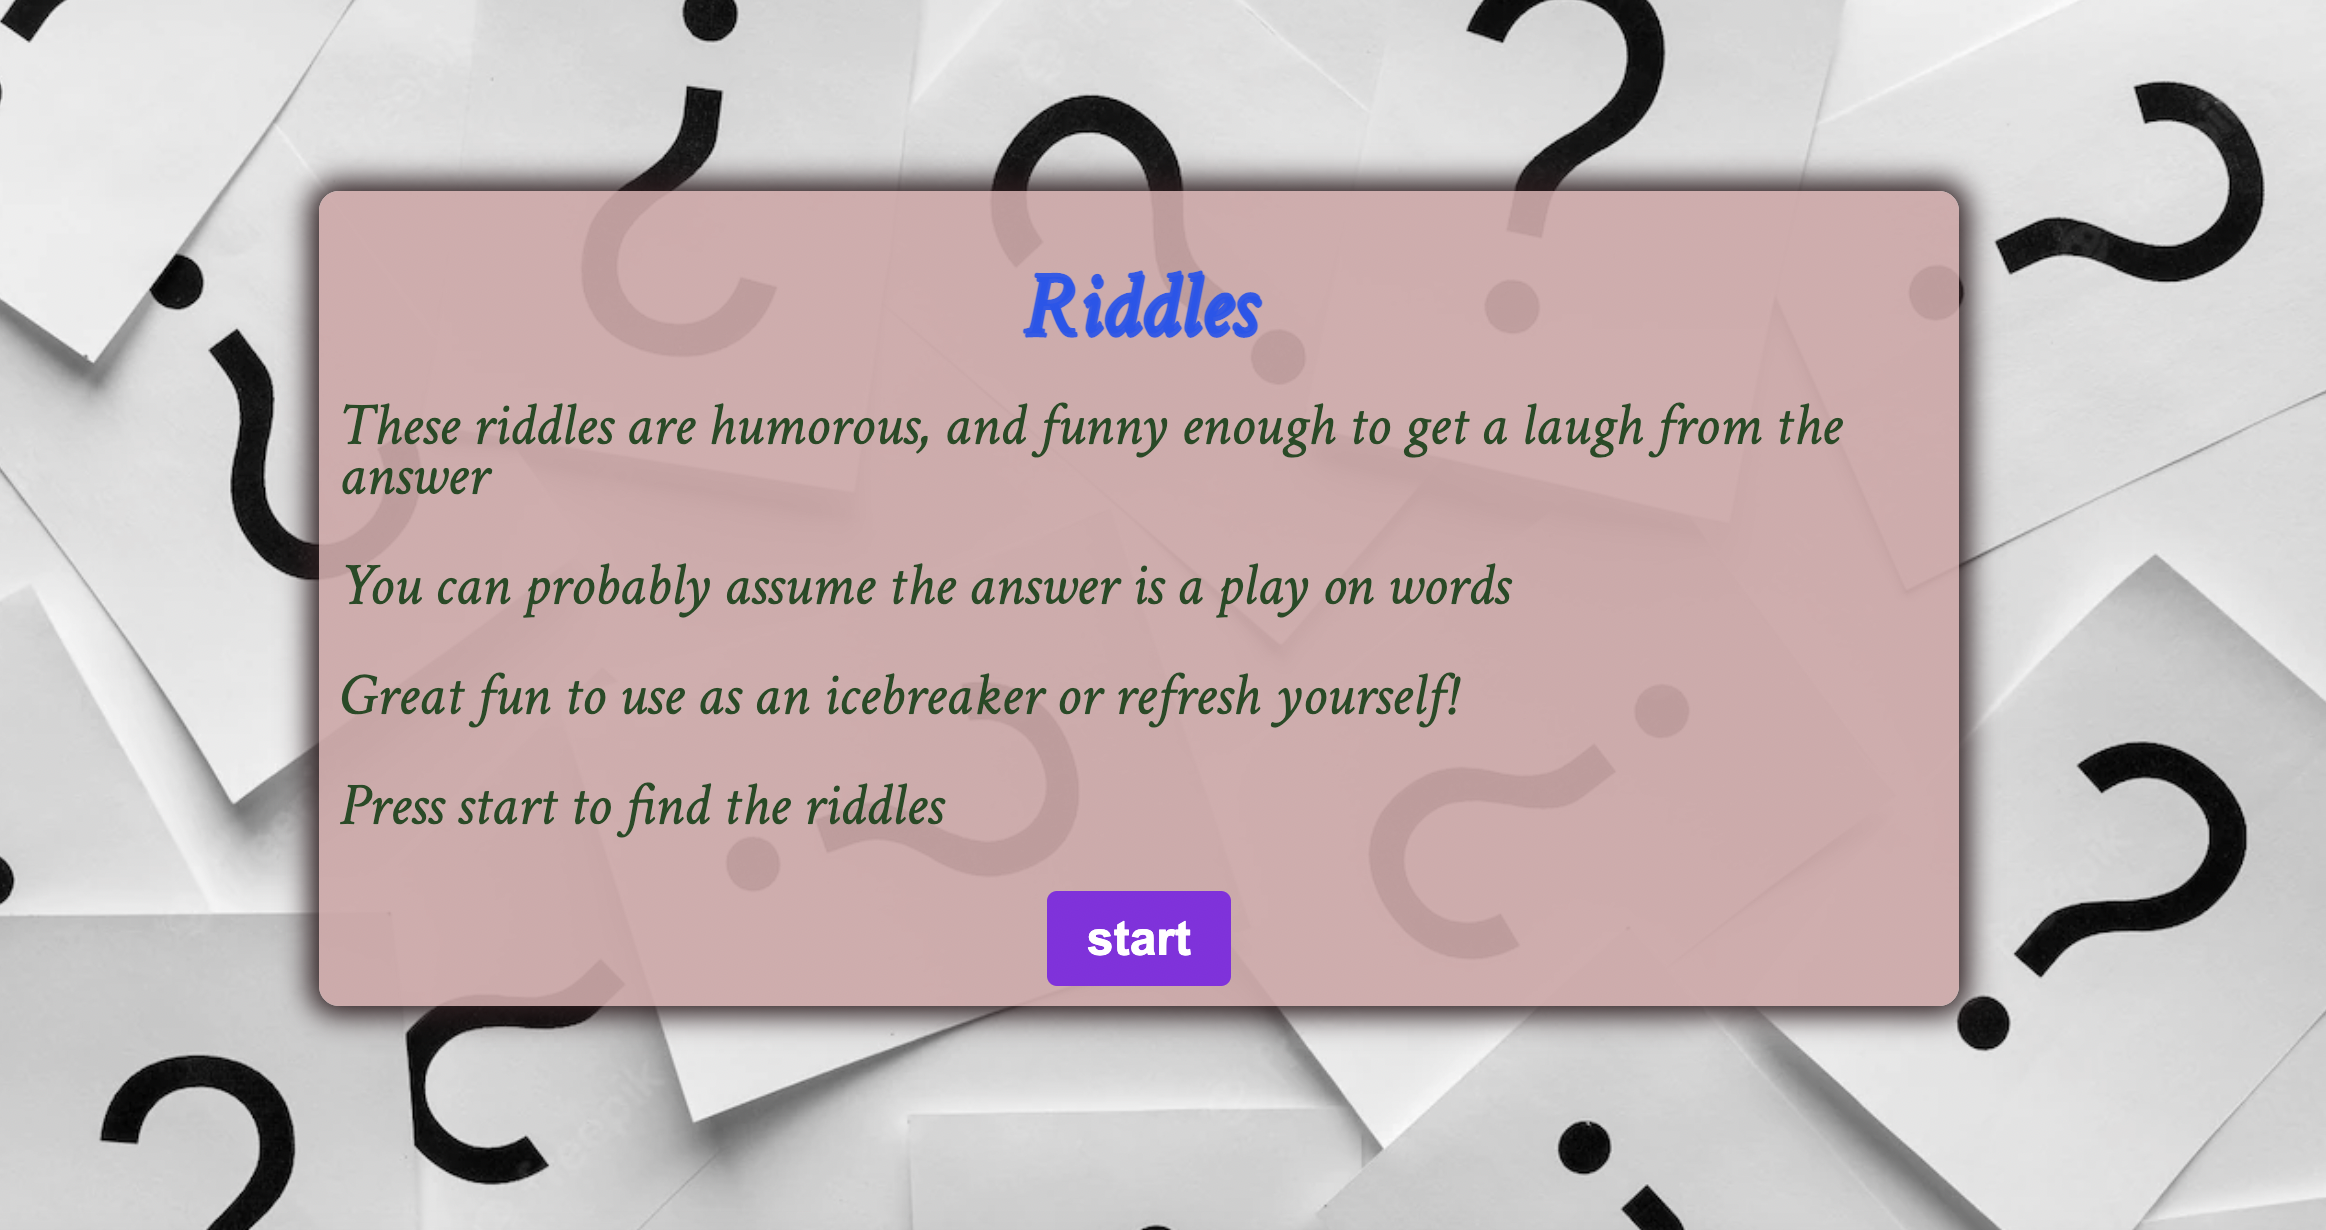 Riddles
These riddles are humorous, and funny enough to get a laugh from the
answer
You can probably assume the answer is a play on words
Great fun to use as an icebreaker or refresh yourself!
Press start to find the riddles
start